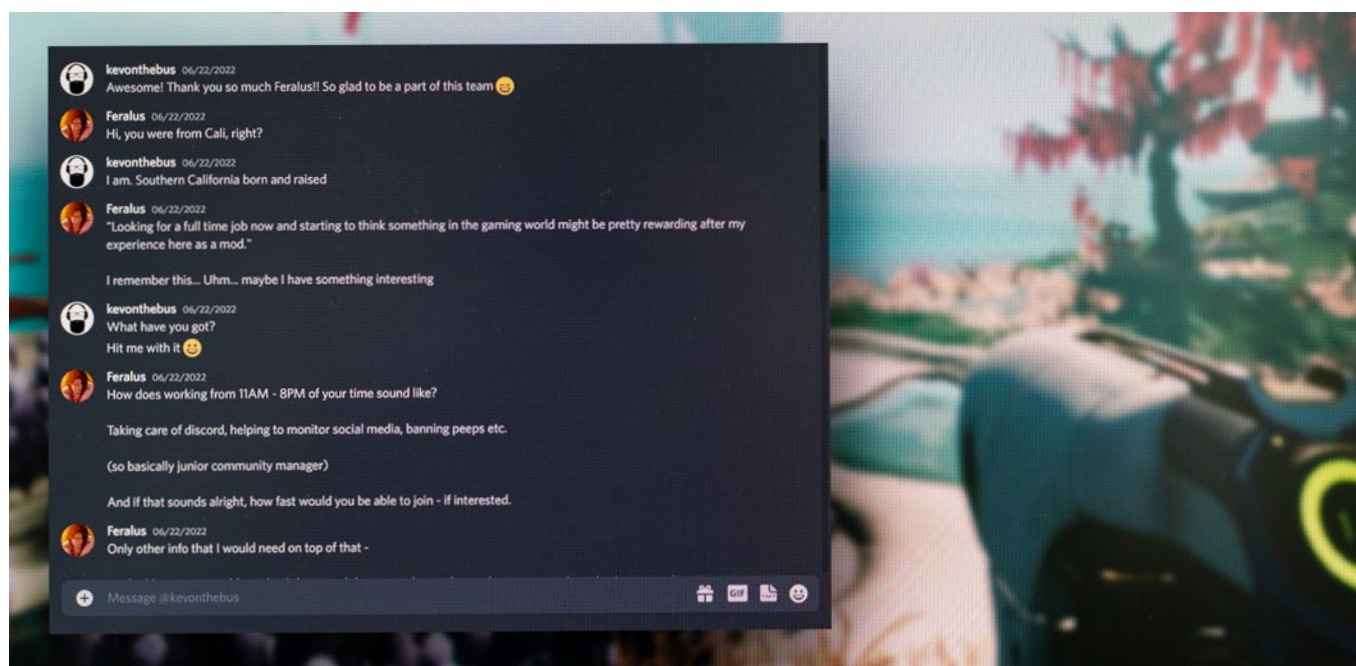 kevonthebus 06/22/2022
Awesome! Thank you so much Feralus!! So glad to be a part of this team 😄
Feralus 06/22/2022
Hi, you were from Cali, right?
kevonthebus 06/22/2022
I am. Southern California born and raised
Feralus 06/22/2022
"Looking for a full time job now and starting to think something in the gaming world might be pretty rewarding after my
experience here as a mod."
I remember this... Uhm... maybe I have something interesting
kevonthebus 06/22/2022
What have you got?
Hit me with it 😀
Feralus 06/22/2022
How does working from 11AM - 8PM of your time sound like?
Taking care of discord, helping to monitor social media, banning peeps etc.
(so basically junior community manager)
And if that sounds alright, how fast would you be able to join - if interested.
Feralus 06/22/2022
Only other info that I would need on top of that -
Message @kevonthebus
GIF